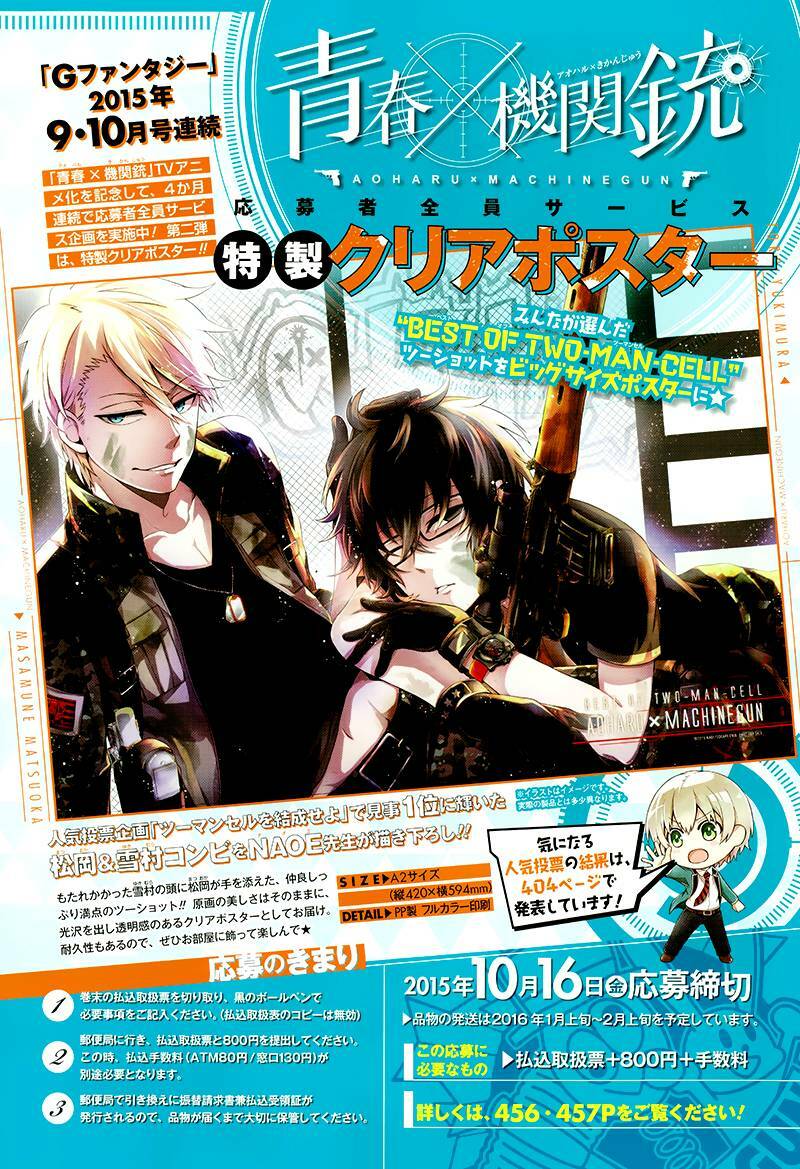 「Gファンタジー」
2015年
9・10月号連続
「青春×機関銃」TVアニ
メ化を記念して、4か月
連続で応募者全員サービ
ス企画を実施中! 第二弾
は、特製クリアポスター!!
青春×機関銃
アオハル×きかんじゅう
AOHARU×MACHINEGUN
応募者全員サービス
特製クリアポスター
みんなが選んだ
“BEST OF TWO-MAN-CELL”
ツーショットをビッグサイズポスターに★
YUKIMURA
AOHARU×MACHINEGUN
AOHARU×MACHINEGUN
MASAMUNE MATSUOKA
BEST OF TWO-MAN-CELL
AOHARU×MACHINEGUN
※イラストはイメージです。
実際の製品とは多少異なります。
人気投票企画「ツーマンセルを結成せよ」で見事1位に輝いた
松岡&雪村コンビをNAOE先生が描き下ろし!!
もたれかかった雪村の頭に松岡が手を添えた、仲良しっ
ぷり満点のツーショット!! 原画の美しさはそのままに、
光沢を出し透明感のあるクリアポスターとしてお届け。
耐久性もあるので、ぜひお部屋に飾って楽しんで★
SIZE▶A2サイズ
(縦420×横594mm)
DETAIL▶PP製 フルカラー印刷
気になる
人気投票の結果は、
404ページで
発表しています!
応募のきまり
1 巻末の払込取扱票を切り取り、黒のボールペンで
必要事項をご記入ください。(払込取扱表のコピーは無効)
2 郵便局に行き、払込取扱票と800円を提出してください。
この時、払込手数料(ATM80円/窓口130円)が
別途必要となります。
3 郵便局で引き換えに振替請求書兼払込受領証が
発行されるので、品物が届くまで大切に保管してください。
2015年10月16日㊎応募締切
▶品物の発送は2016年1月上旬~2月上旬を予定しています。
この応募に
必要なもの
▶払込取扱票+800円+手数料
詳しくは、456・457Pをご覧ください!